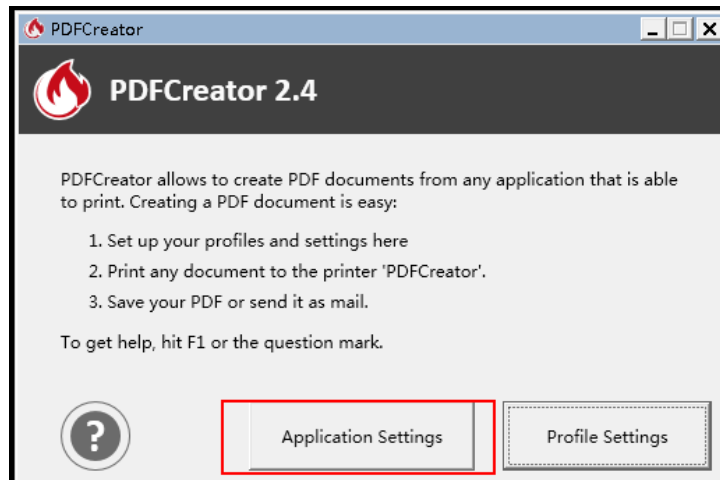 PDFCreator
PDFCreator 2.4
PDFCreator allows to create PDF documents from any application that is able
to print. Creating a PDF document is easy:
1. Set up your profiles and settings here
2. Print any document to the printer 'PDFCreator'.
3. Save your PDF or send it as mail.
To get help, hit F1 or the question mark.
? Application Settings Profile Settings